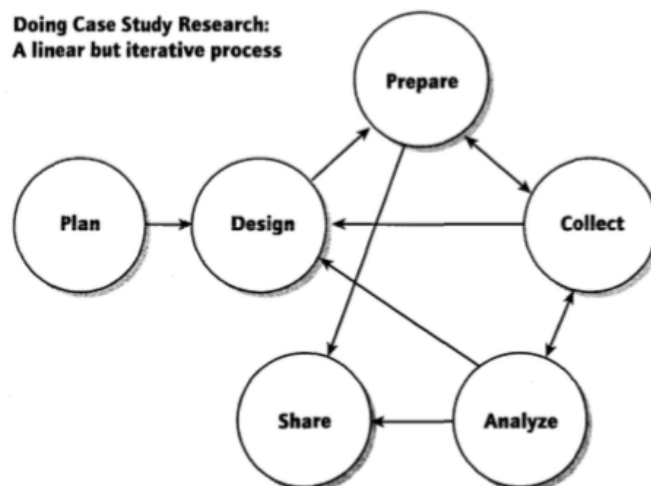 Doing Case Study Research:
A linear but iterative process
Prepare
Plan
Design
Collect
Share
Analyze